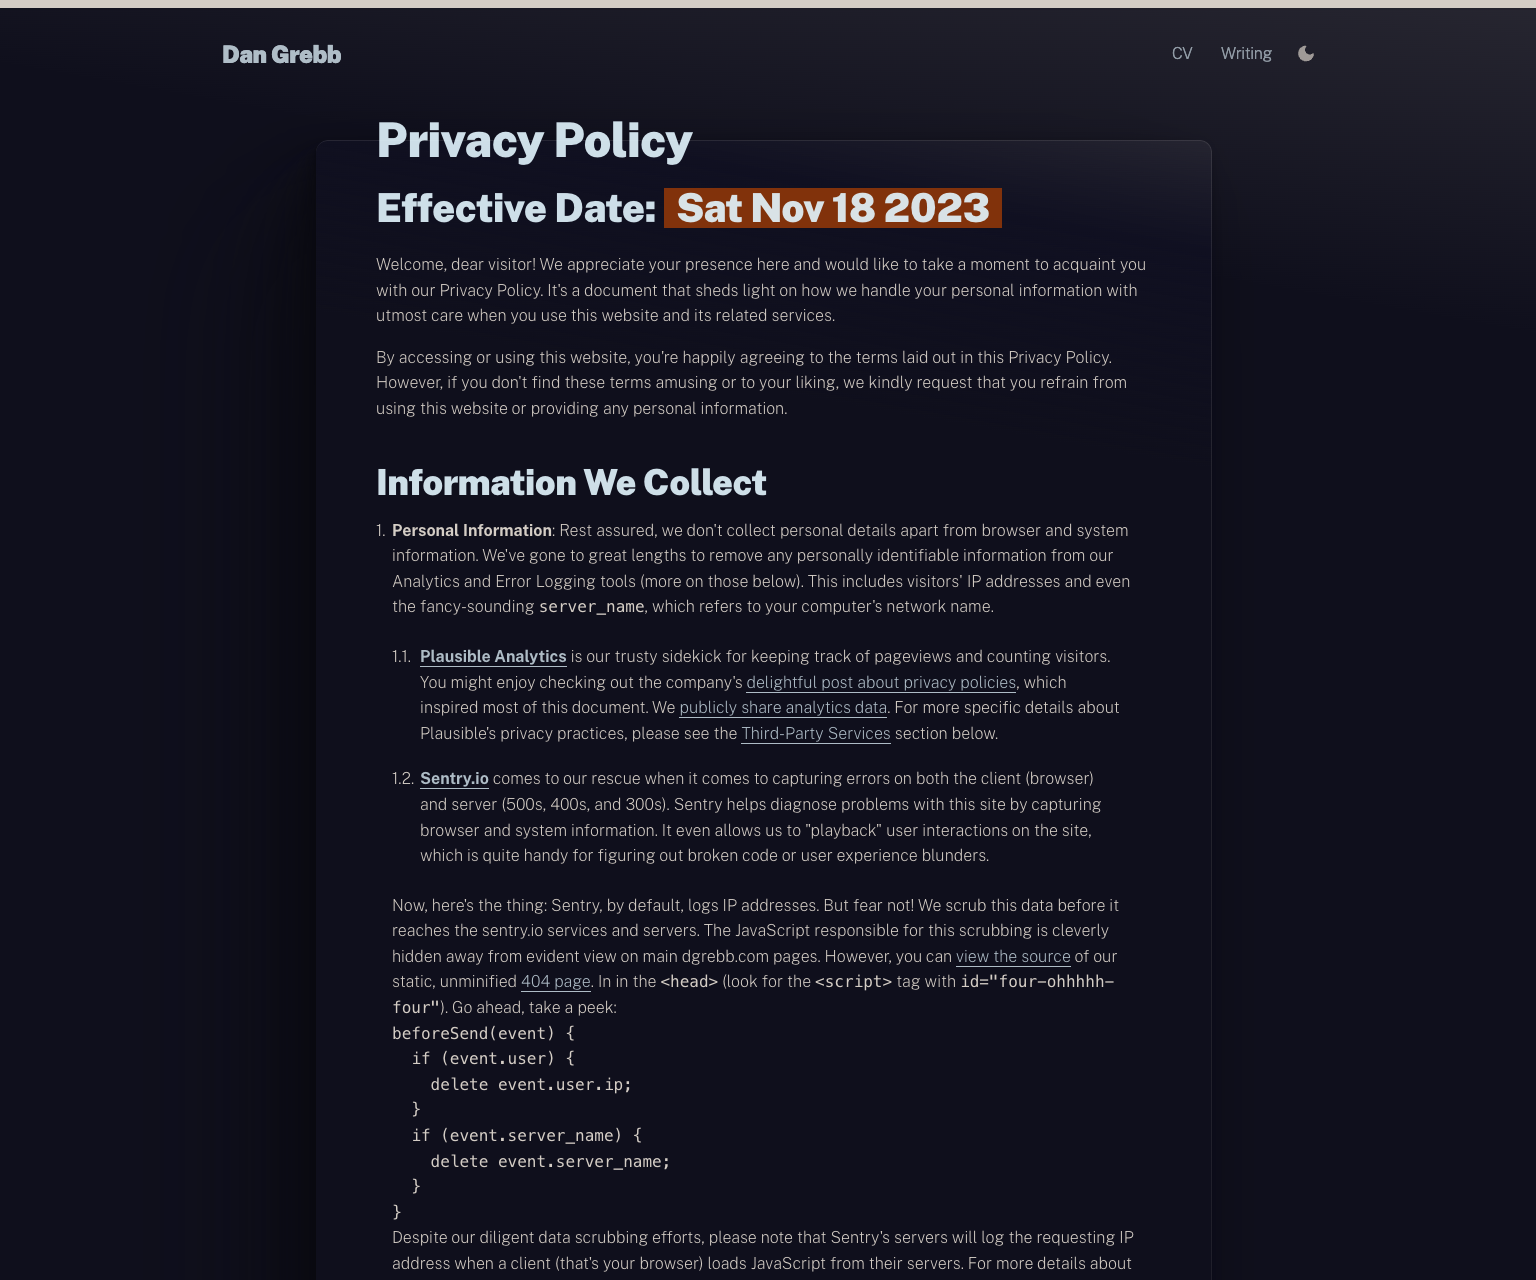 Dan Grebb
CV
Writing
Privacy Policy
Effective Date: Sat Nov 18 2023
Welcome, dear visitor! We appreciate your presence here and would like to take a moment to acquaint you
with our Privacy Policy. It's a document that sheds light on how we handle your personal information with
utmost care when you use this website and its related services.
By accessing or using this website, you're happily agreeing to the terms laid out in this Privacy Policy.
However, if you don't find these terms amusing or to your liking, we kindly request that you refrain from
using this website or providing any personal information.
Information We Collect
1. Personal Information: Rest assured, we don't collect personal details apart from browser and system
information. We've gone to great lengths to remove any personally identifiable information from our
Analytics and Error Logging tools (more on those below). This includes visitors' IP addresses and even
the fancy-sounding server_name, which refers to your computer's network name.
1.1. Plausible Analytics is our trusty sidekick for keeping track of pageviews and counting visitors.
You might enjoy checking out the company's delightful post about privacy policies, which
inspired most of this document. We publicly share analytics data. For more specific details about
Plausible's privacy practices, please see the Third-Party Services section below.
1.2. Sentry.io comes to our rescue when it comes to capturing errors on both the client (browser)
and server (500s, 400s, and 300s). Sentry helps diagnose problems with this site by capturing
browser and system information. It even allows us to "playback" user interactions on the site,
which is quite handy for figuring out broken code or user experience blunders.
Now, here's the thing: Sentry, by default, logs IP addresses. But fear not! We scrub this data before it
reaches the sentry.io services and servers. The JavaScript responsible for this scrubbing is cleverly
hidden away from evident view on main dgrebb.com pages. However, you can view the source of our
static, unminified 404 page. In in the <head> (look for the <script> tag with id="four-ohhhhh-
four"). Go ahead, take a peek:
beforeSend(event) {
  if (event.user) {
    delete event.user.ip;
  }
  if (event.server_name) {
    delete event.server_name;
  }
}
Despite our diligent data scrubbing efforts, please note that Sentry's servers will log the requesting IP
address when a client (that's your browser) loads JavaScript from their servers. For more details about